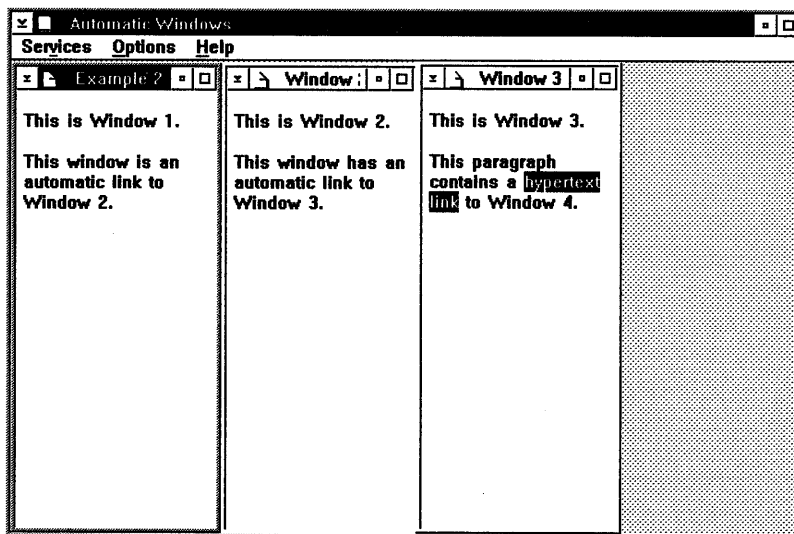 Automatic Windows
Services Options Help
Example 2
Window
Window 3
This is Window 1.
This window is an
automatic link to
Window 2.
This is Window 2.
This window has an
automatic link to
Window 3.
This is Window 3.
This paragraph
contains a hypertext
link to Window 4.